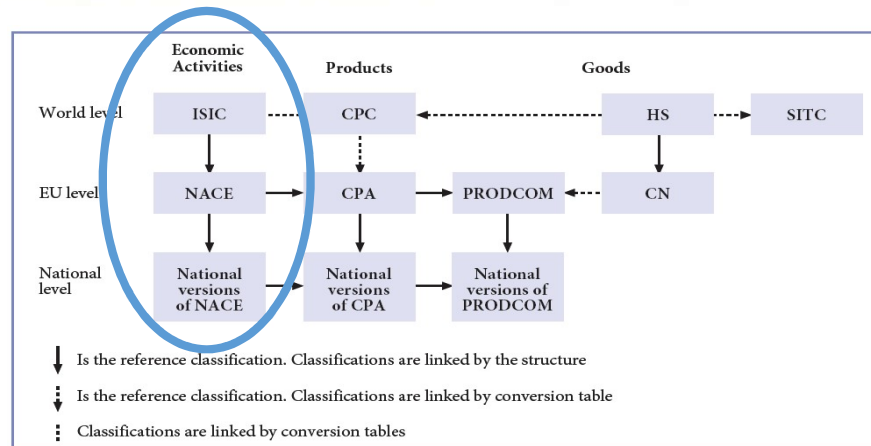 Economic
Activities
Products
Goods
World level
ISIC
CPC
HS
SITC
EU level
NACE
CPA
PRODCOM
CN
National
level
National
versions
of NACE
National
versions
of CPA
National
versions of
PRODCOM
Is the reference classification. Classifications are linked by the structure
Is the reference classification. Classifications are linked by conversion table
Classifications are linked by conversion tables